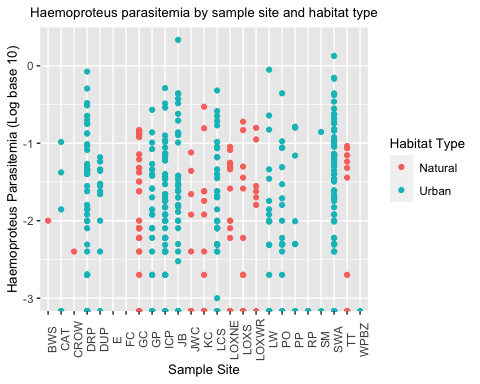 Haemoproteus parasitemia by sample site and habitat type
Haemoproteus Parasitemia (Log base 10)
0
-1
-2
-3
BWS
CAT
CROW
DRP
DUP
E
FC
GC
GP
ICP
JB
JWC
KC
LCS
LOXNE
LOXS
LOXWR
LW
PO
PP
RP
SM
SWA
TT
WPBZ
Sample Site
Habitat Type
Natural
Urban